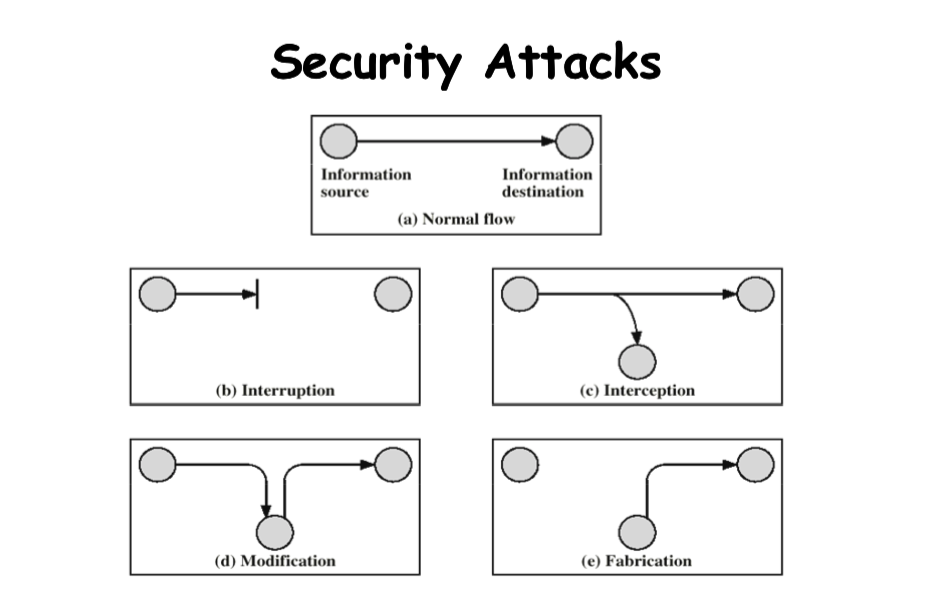 Security Attacks
Information source
Information destination
(a) Normal flow
(b) Interruption
(c) Interception
(d) Modification
(e) Fabrication